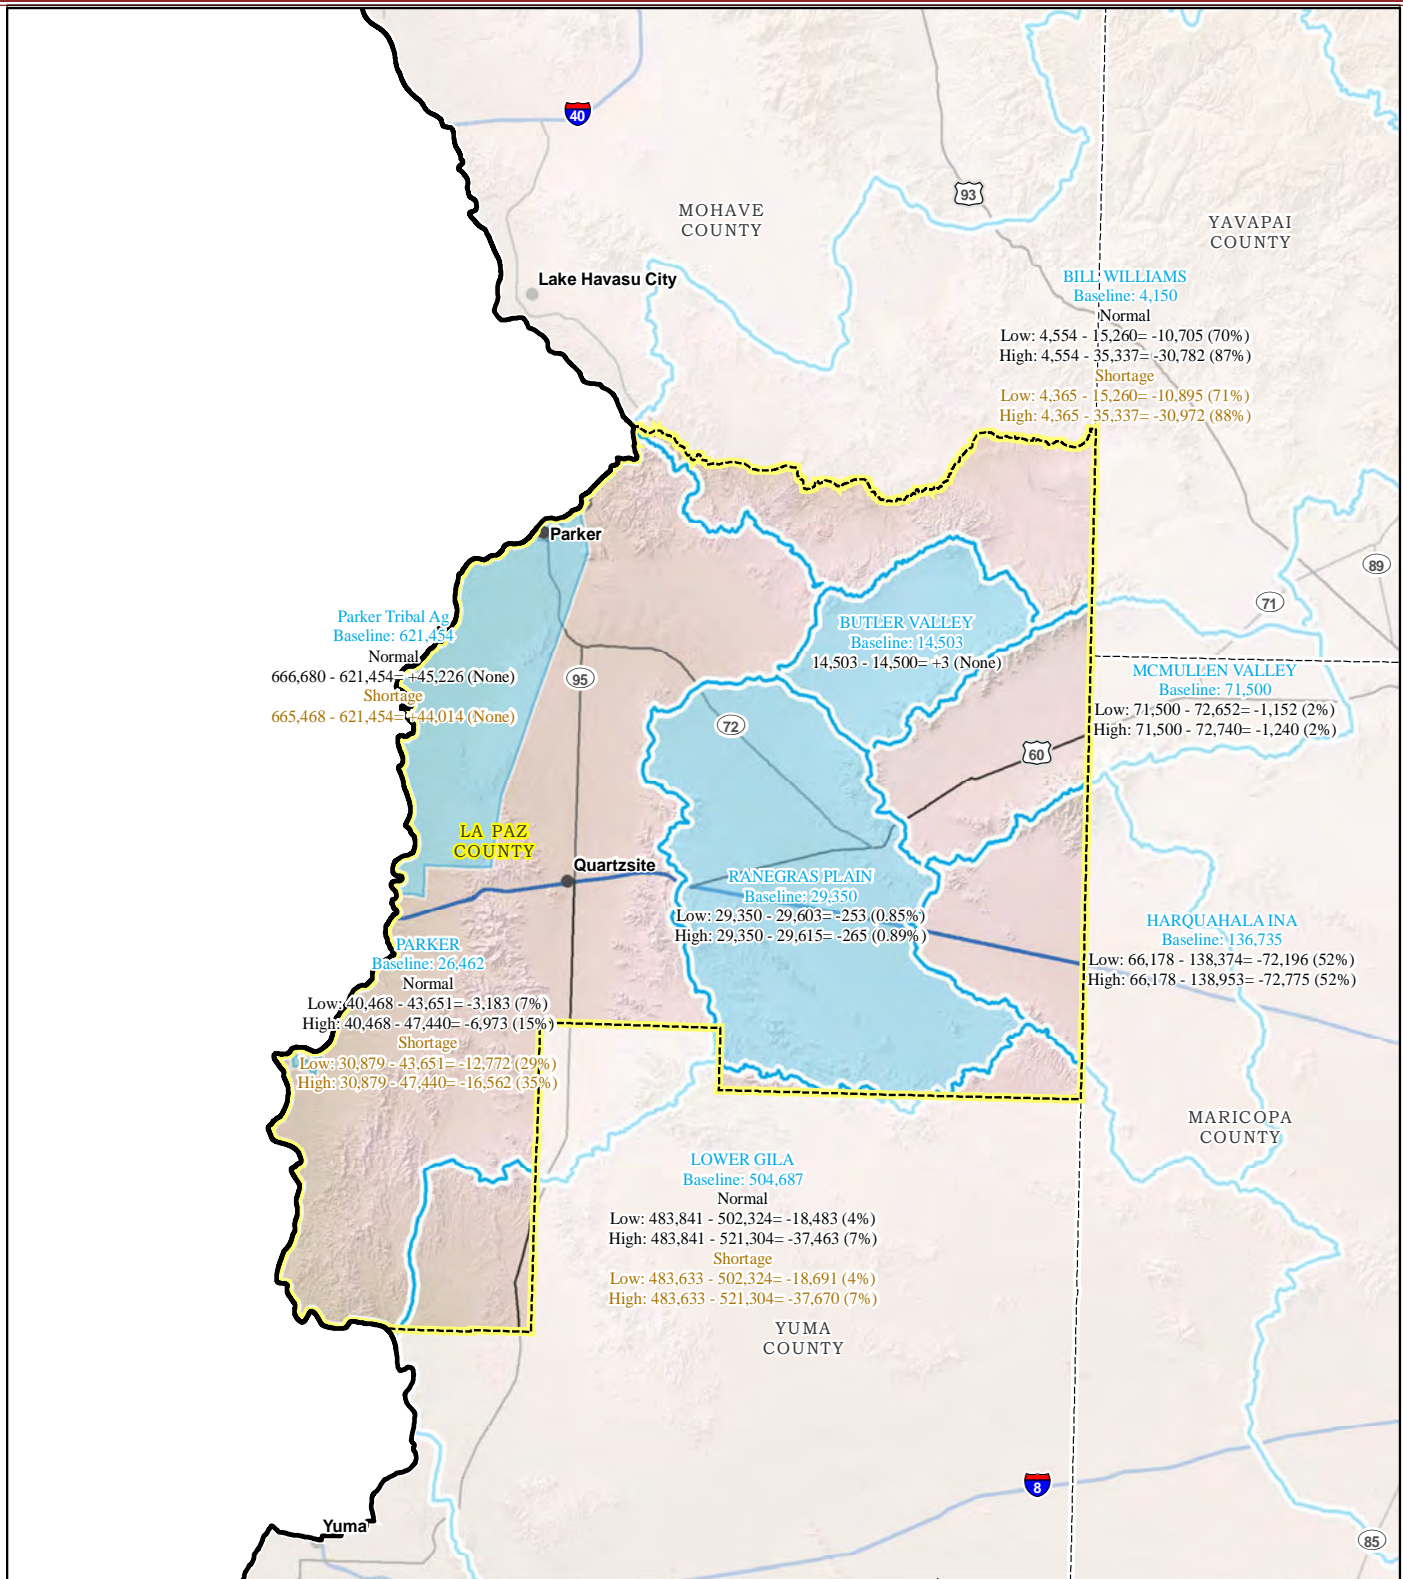 40
93
MOHAVE
COUNTY
YAVAPAI
COUNTY
Lake Havasu City
BILL WILLIAMS
Baseline: 4,150
Normal
Low: 4,554 - 15,260= -10,705 (70%)
High: 4,554 - 35,337= -30,782 (87%)
Shortage
Low: 4,365 - 15,260= -10,895 (71%)
High: 4,365 - 35,337= -30,972 (88%)
Parker
89
71
Parker Tribal Ag
Baseline: 621,454
Normal
666,680 - 621,454= +45,226 (None)
Shortage
665,468 - 621,454= +44,014 (None)
BUTLER VALLEY
Baseline: 14,503
14,503 - 14,500= +3 (None)
95
MCMULLEN VALLEY
Baseline: 71,500
Low: 71,500 - 72,652= -1,152 (2%)
High: 71,500 - 72,740= -1,240 (2%)
72
60
LA PAZ
COUNTY
Quartzsite
RANEGRAS PLAIN
Baseline: 29,350
Low: 29,350 - 29,603= -253 (0.85%)
High: 29,350 - 29,615= -265 (0.89%)
HARQUAHALA INA
Baseline: 136,735
Low: 66,178 - 138,374= -72,196 (52%)
High: 66,178 - 138,953= -72,775 (52%)
PARKER
Baseline: 26,462
Normal
Low: 40,468 - 43,651= -3,183 (7%)
High: 40,468 - 47,440= -6,973 (15%)
Shortage
Low: 30,879 - 43,651= -12,772 (29%)
High: 30,879 - 47,440= -16,562 (35%)
MARICOPA
COUNTY
LOWER GILA
Baseline: 504,687
Normal
Low: 483,841 - 502,324= -18,483 (4%)
High: 483,841 - 521,304= -37,463 (7%)
Shortage
Low: 483,633 - 502,324= -18,691 (4%)
High: 483,633 - 521,304= -37,670 (7%)
YUMA
COUNTY
8
Yuma
85